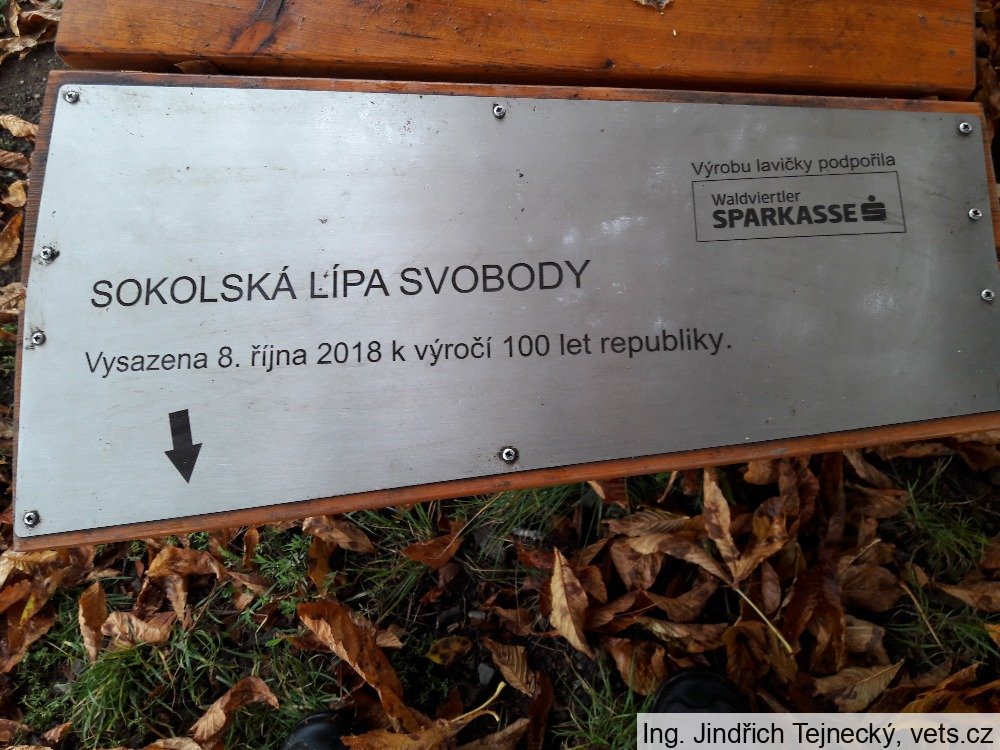 Výrobu lavičky podpořila
Waldviertler
SPARKASSE
SOKOLSKÁ LÍPA SVOBODY
Vysazena 8. října 2018 k výročí 100 let republiky.
Ing. Jindřich Tejnecký, vets.cz